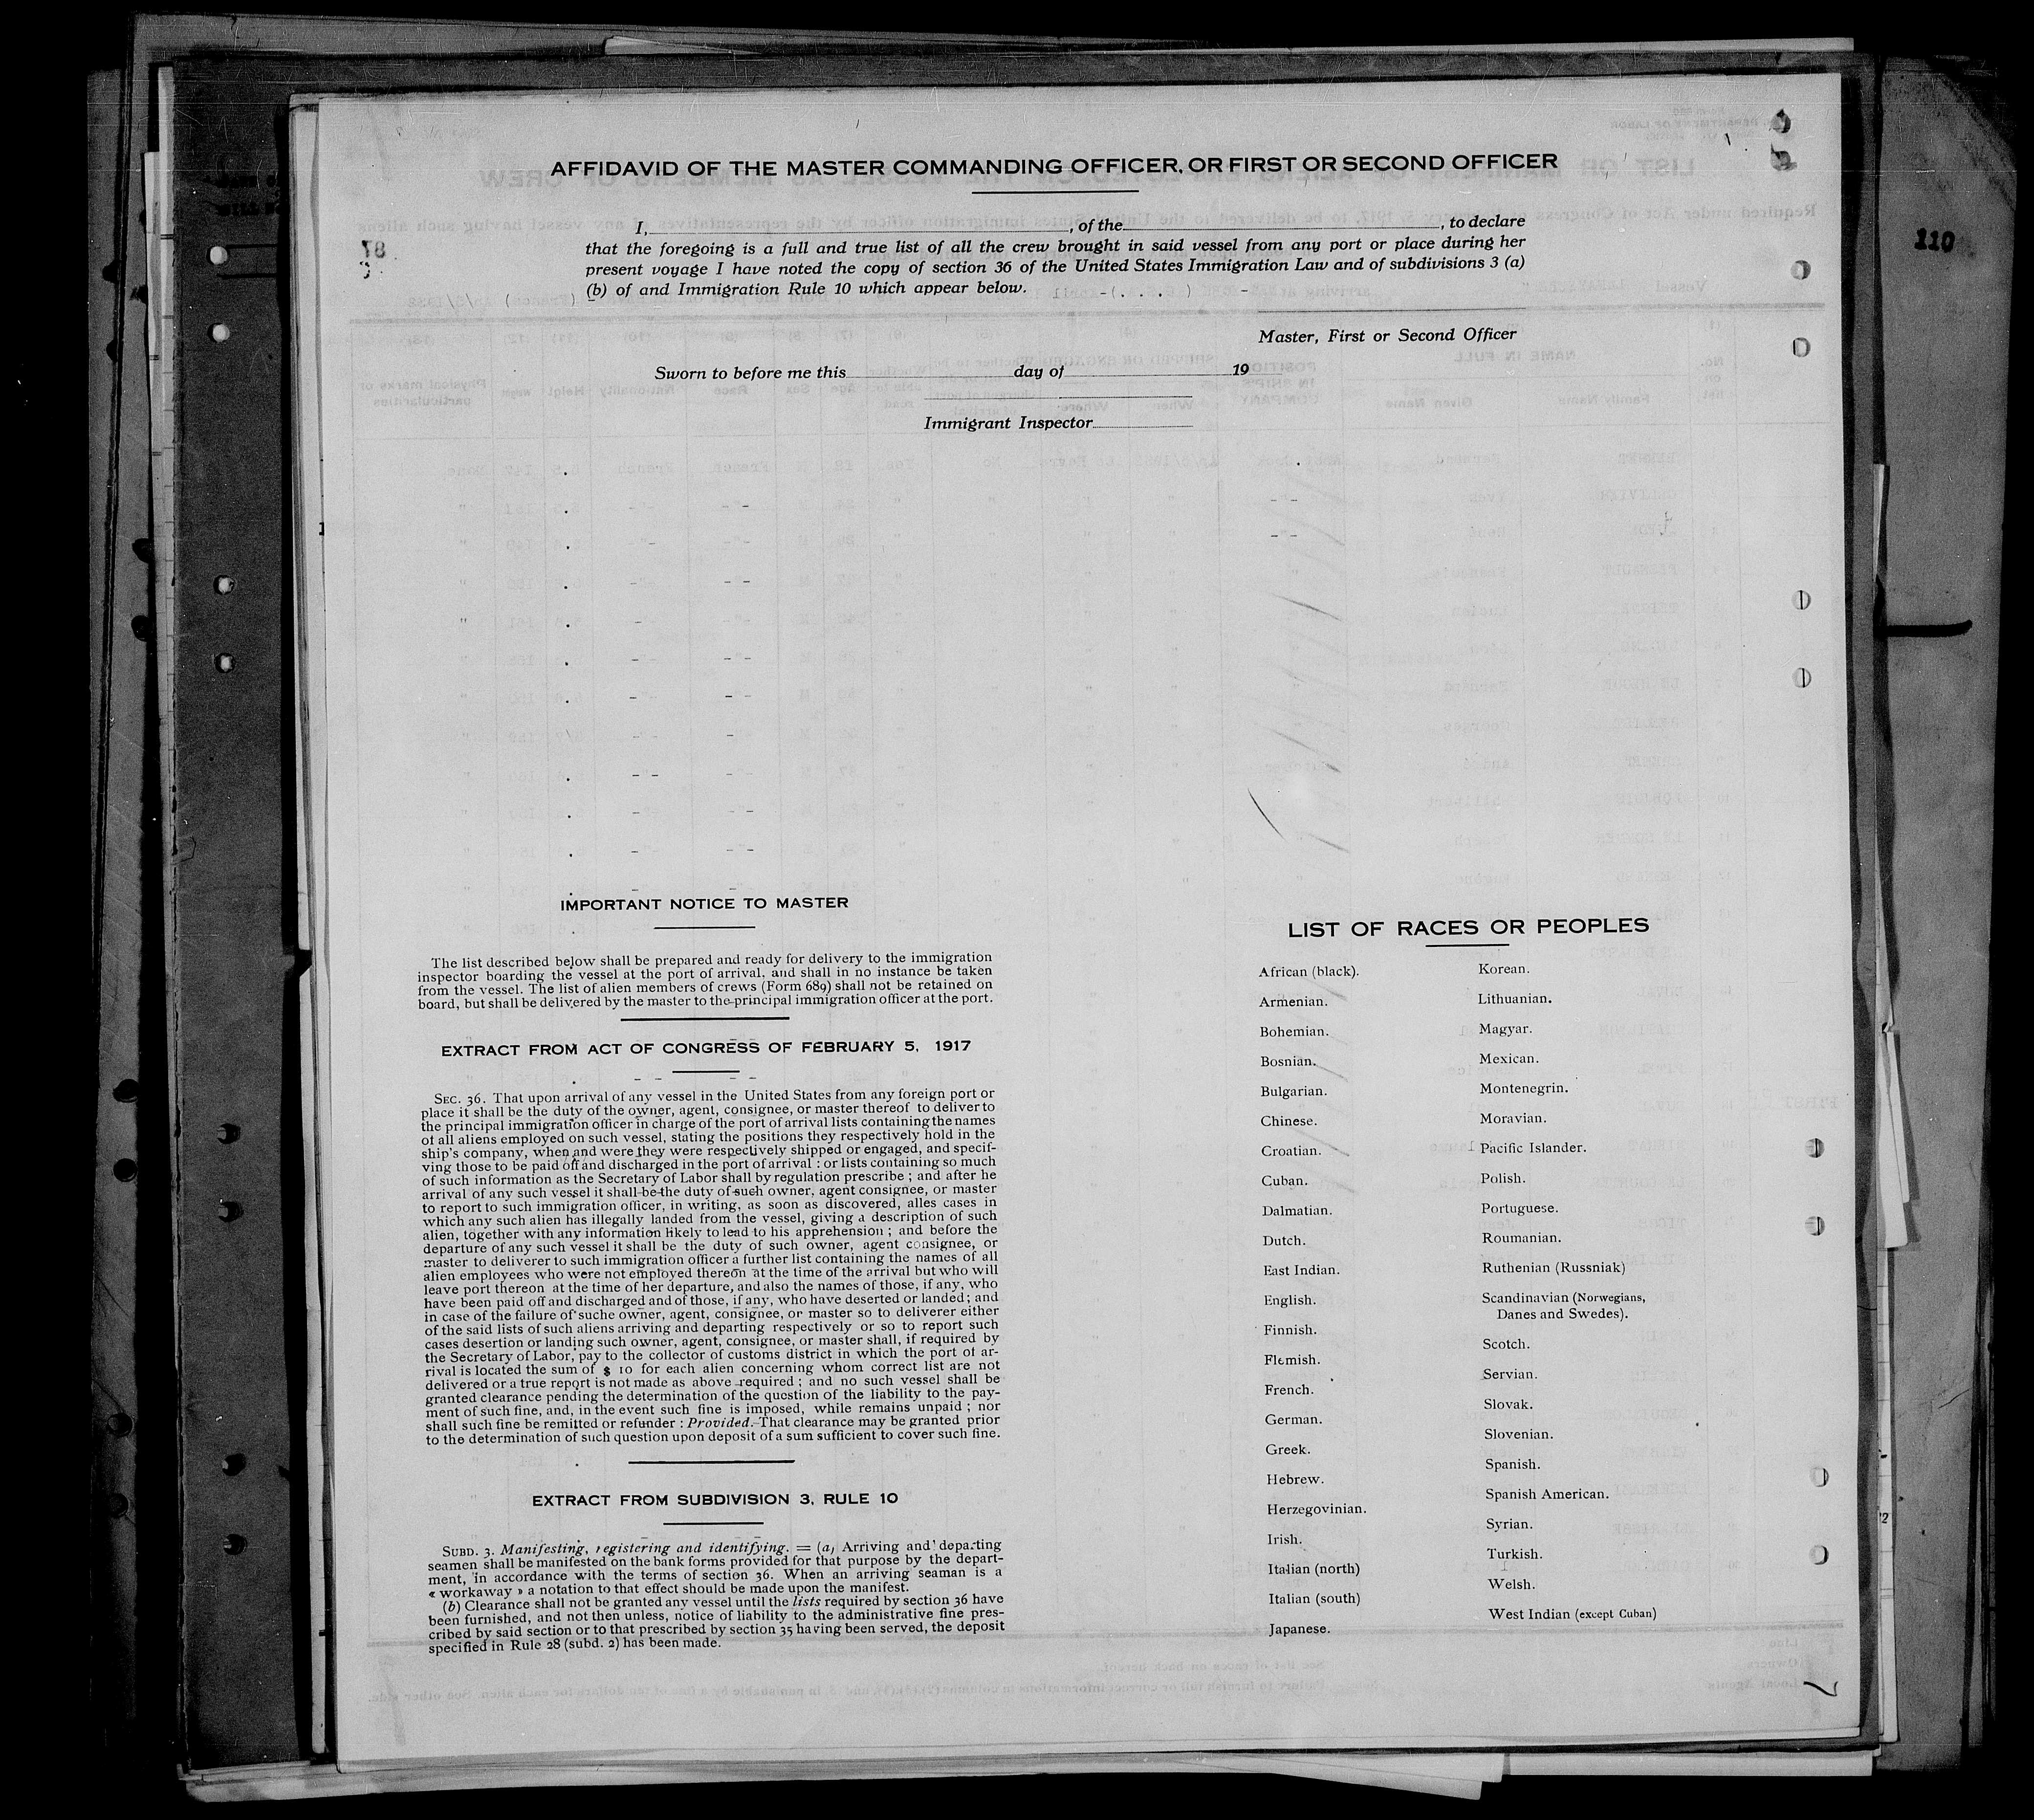 AFFIDAVID OF THE MASTER COMMANDING OFFICER, OR FIRST OR SECOND OFFICER
I, , of the , to declare
that the foregoing is a full and true list of all the crew brought in said vessel from any port or place during her
present voyage I have noted the copy of section 36 of the United States Immigration Law and of subdivisions 3 (a)
(b) of and Immigration Rule 10 which appear below.
Master, First or Second Officer
Sworn to before me this day of 19
Immigrant Inspector
110
IMPORTANT NOTICE TO MASTER
The list described below shall be prepared and ready for delivery to the immigration
inspector boarding the vessel at the port of arrival, and shall in no instance be taken
from the vessel. The list of alien members of crews (Form 689) shall not be retained on
board, but shall be delivered by the master to the principal immigration officer at the port.
EXTRACT FROM ACT OF CONGRESS OF FEBRUARY 5, 1917
SEC. 36. That upon arrival of any vessel in the United States from any foreign port or
place it shall be the duty of the owner, agent, consignee, or master thereof to deliver to
the principal immigration officer in charge of the port of arrival lists containing the names
of all aliens employed on such vessel, stating the positions they respectively hold in the
ship's company, when and were they were respectively shipped or engaged, and specif-
ving those to be paid off and discharged in the port of arrival : or lists containing so much
of such information as the Secretary of Labor shall by regulation prescribe ; and after he
arrival of any such vessel it shall be the duty of such owner, agent consignee, or master
to report to such immigration officer, in writing, as soon as discovered, alles cases in
which any such alien has illegally landed from the vessel, giving a description of such
alien, together with any information likely to lead to his apprehension ; and before the
departure of any such vessel it shall be the duty of such owner, agent consignee, or
master to deliverer to such immigration officer a further list containing the names of all
alien employees who were not employed thereon at the time of the arrival but who will
leave port thereon at the time of her departure, and also the names of those, if any, who
have been paid off and discharged and of those, if any, who have deserted or landed ; and
in case of the failure of suche owner, agent, consignee, or master so to deliverer either
of the said lists of such aliens arriving and departing respectively or so to report such
cases desertion or landing such owner, agent, consignee, or master shall, if required by
the Secretary of Labor, pay to the collector of customs district in which the port of ar-
rival is located the sum of $ 10 for each alien concerning whom correct list are not
delivered or a true report is not made as above required ; and no such vessel shall be
granted clearance pending the determination of the question of the liability to the pay-
ment of such fine, and, in the event such fine is imposed, while remains unpaid ; nor
shall such fine be remitted or refunder : Provided. That clearance may be granted prior
to the determination of such question upon deposit of a sum sufficient to cover such fine.
EXTRACT FROM SUBDIVISION 3, RULE 10
SUBD. 3. Manifesting, registering and identifying. = (a) Arriving and departing
seamen shall be manifested on the bank forms provided for that purpose by the depart-
ment, in accordance with the terms of section 36. When an arriving seaman is a
« workaway » a notation to that effect should be made upon the manifest.
(b) Clearance shall not be granted any vessel until the lists required by section 36 have
been furnished, and not then unless, notice of liability to the administrative fine pres-
cribed by said section or to that prescribed by section 35 having been served, the deposit
specified in Rule 28 (subd. 2) has been made.
LIST OF RACES OR PEOPLES
African (black).
Armenian.
Bohemian.
Bosnian.
Bulgarian.
Chinese.
Croatian.
Cuban.
Dalmatian.
Dutch.
East Indian.
English.
Finnish.
Flemish.
French.
German.
Greek.
Hebrew.
Herzegovinian.
Irish.
Italian (north)
Italian (south)
Japanese.
Korean.
Lithuanian.
Magyar.
Mexican.
Montenegrin.
Moravian.
Pacific Islander.
Polish.
Portuguese.
Roumanian.
Ruthenian (Russniak)
Scandinavian (Norwegians,
Danes and Swedes).
Scotch.
Servian.
Slovak.
Slovenian.
Spanish.
Spanish American.
Syrian.
Turkish.
Welsh.
West Indian (except Cuban)